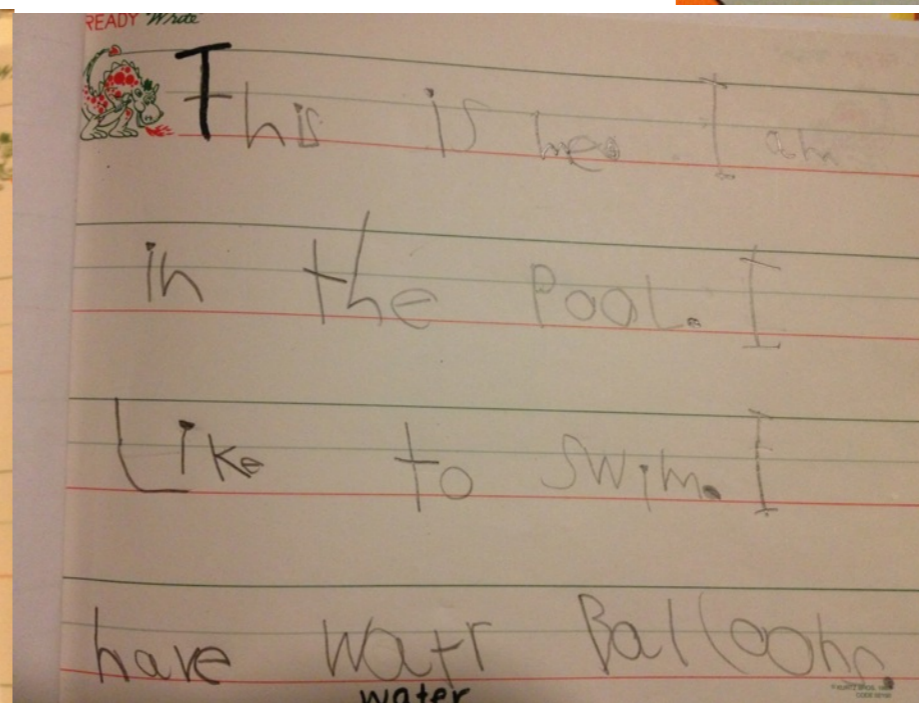 READY Write
This is me. I am
in the Pool. I
Like to swim. I
have Watr Balloons.
water